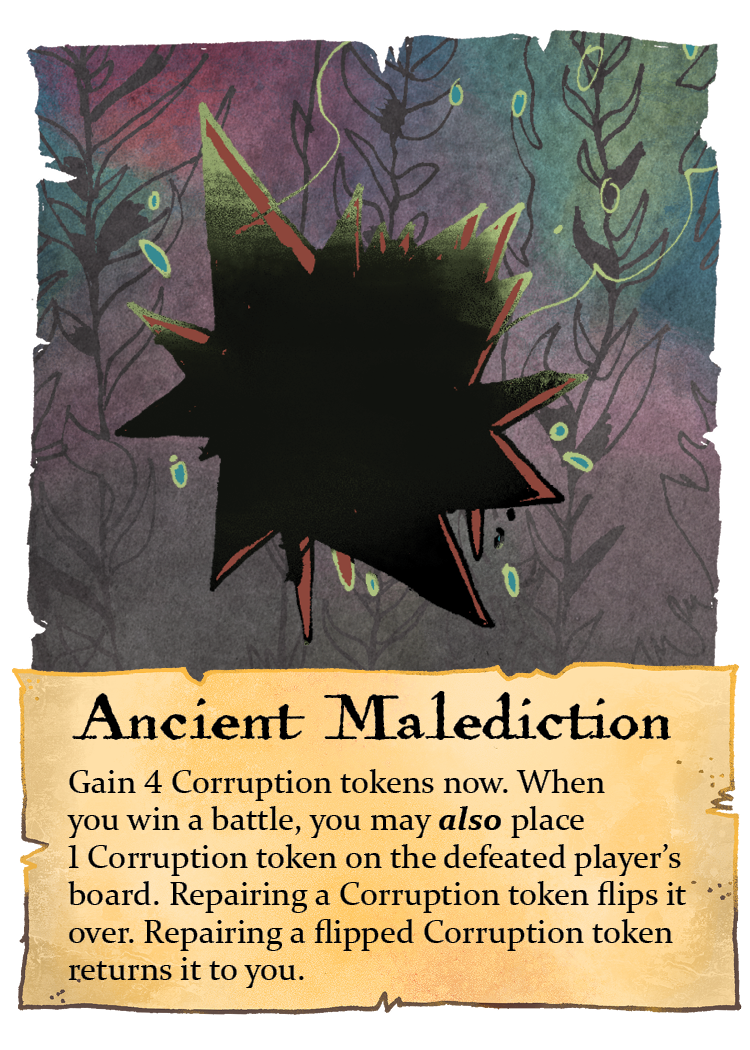 Ancient Malediction
Gain 4 Corruption tokens now. When
you win a battle, you may also place
1 Corruption token on the defeated player’s
board. Repairing a Corruption token flips it
over. Repairing a flipped Corruption token
returns it to you.